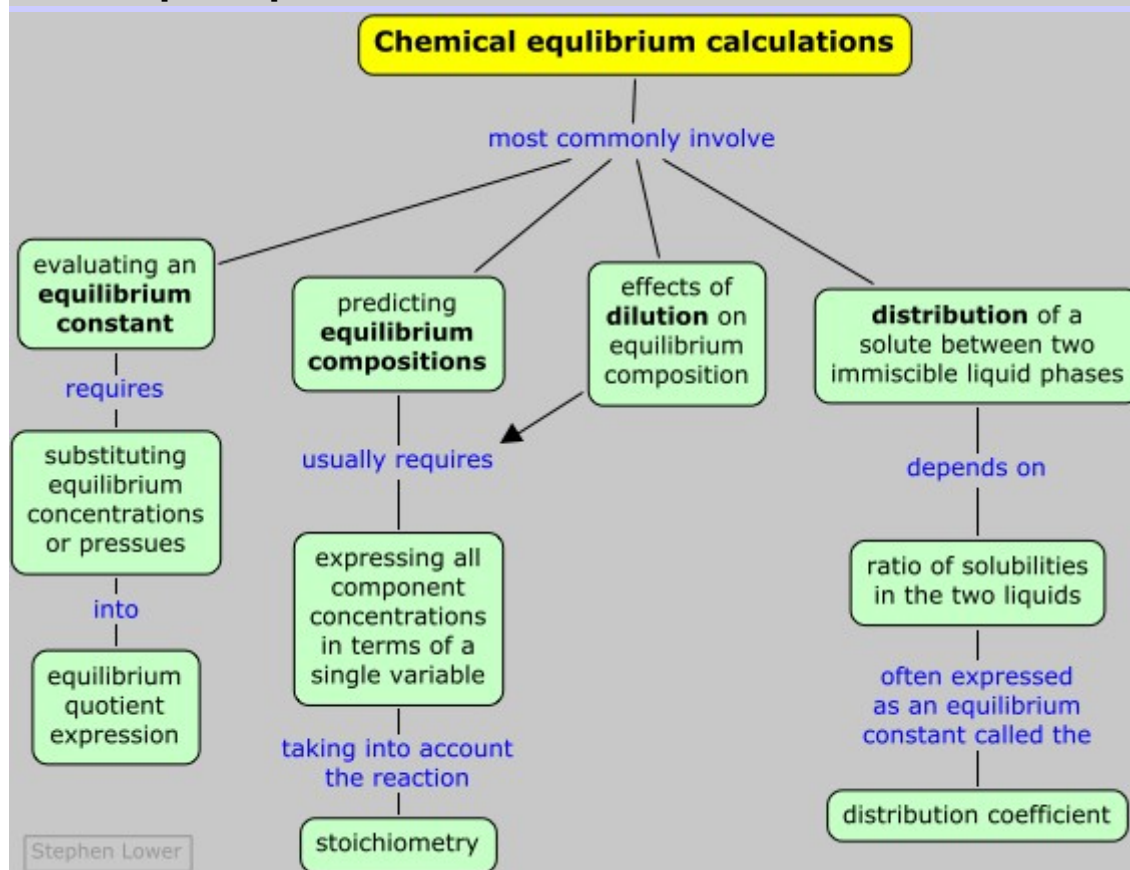 Chemical equlibrium calculations
most commonly involve
evaluating an
equilibrium
constant
requires
substituting
equilibrium
concentrations
or pressues
into
equilibrium
quotient
expression
predicting
equilibrium
compositions
usually requires
expressing all
component
concentrations
in terms of a
single variable
taking into account
the reaction
stoichiometry
effects of
dilution on
equilibrium
composition
distribution of a
solute between two
immiscible liquid phases
depends on
ratio of solubilities
in the two liquids
often expressed
as an equilibrium
constant called the
distribution coefficient
Stephen Lower